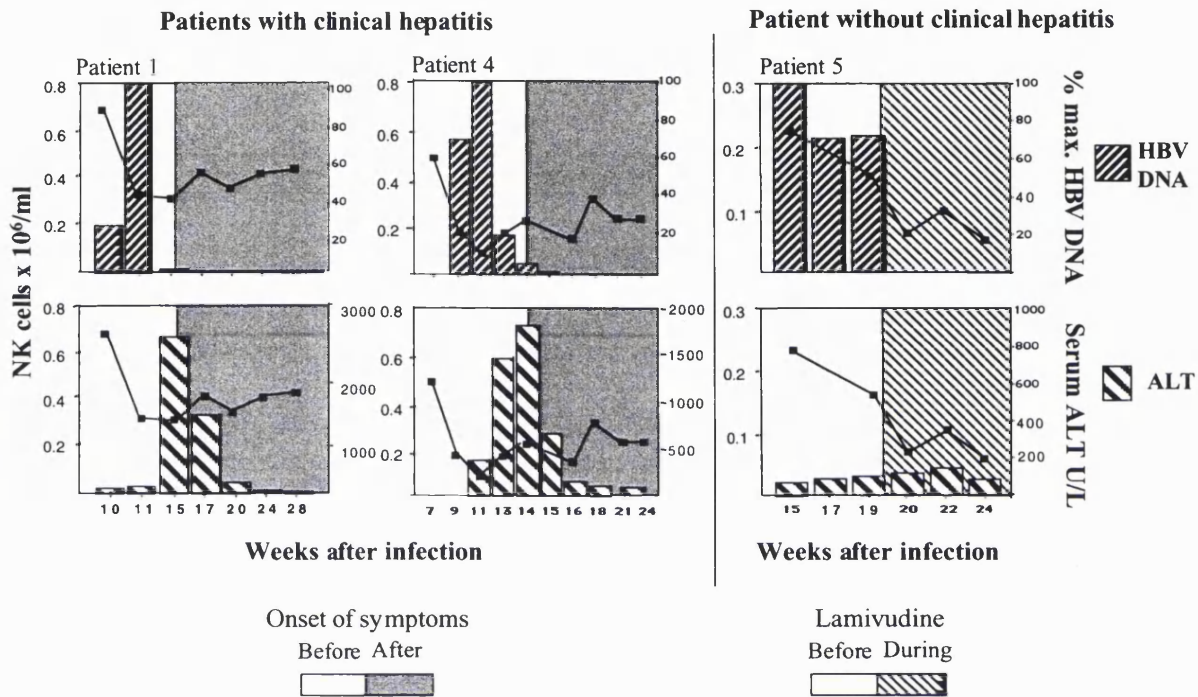 Patients with clinical hepatitis
Patient without clinical hepatitis
Patient 1
Patient 4
Patient 5
NK cells x 10⁶/ml
0.8
0.6
0.4
0.2
100
80
60
40
20
0.8
0.6
0.4
0.2
100
80
60
40
20
0.3
0.2
0.1
100
80
60
40
20
0
% max. HBV DNA
HBV
DNA
0.8
0.6
0.4
0.2
3000
2000
1000
0.8
0.6
0.4
0.2
2000
1500
1000
500
0.3
0.2
0.1
1000
800
600
400
200
0
Serum ALT U/L
ALT
10 11 15 17 20 24 28
7 9 11 13 14 15 16 18 21 24
15 17 19 20 22 24
Weeks after infection
Weeks after infection
Onset of symptoms
Before After
Lamivudine
Before During